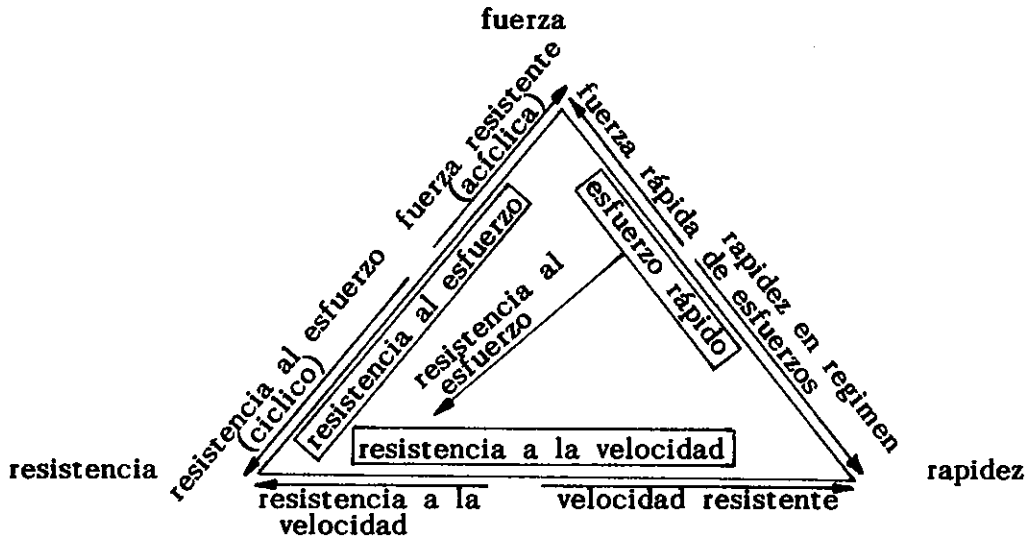 fuerza
fuerza resistente
(acíclica)
resistencia al esfuerzo
(ciclico)
resistencia al esfuerzo
fuerza rápida
rapidez en regimen
de esfuerzos
esfuerzo rápido
resistencia al
esfuerzo
resistencia a la velocidad
resistencia
rapidez
resistencia a la
velocidad
velocidad resistente